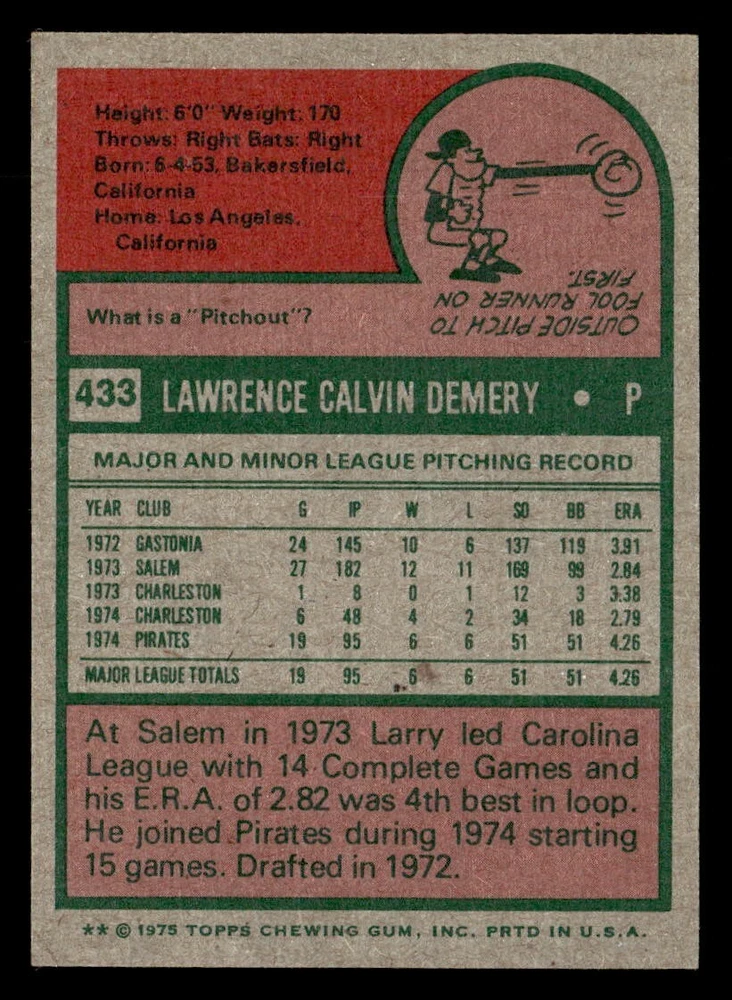 Height: 6'0" Weight: 170
Throws: Right Bats: Right
Born: 6-4-53, Bakersfield,
California
Home: Los Angeles,
California
What is a "Pitchout"?
OUTSIDE PITCH TO
FOOL RUNNER ON
FIRST.
433 LAWRENCE CALVIN DEMERY • P
MAJOR AND MINOR LEAGUE PITCHING RECORD
YEAR CLUB G IP W L SO BB ERA
1972 GASTONIA 24 145 10 6 137 119 3.91
1973 SALEM 27 182 12 11 169 99 2.84
1973 CHARLESTON 1 8 0 1 12 3 3.38
1974 CHARLESTON 6 48 4 2 34 18 2.79
1974 PIRATES 19 95 6 6 51 51 4.26
MAJOR LEAGUE TOTALS 19 95 6 6 51 51 4.26
At Salem in 1973 Larry led Carolina
League with 14 Complete Games and
his E.R.A. of 2.82 was 4th best in loop.
He joined Pirates during 1974 starting
15 games. Drafted in 1972.
** © 1975 TOPPS CHEWING GUM, INC. PRTD IN U.S.A.